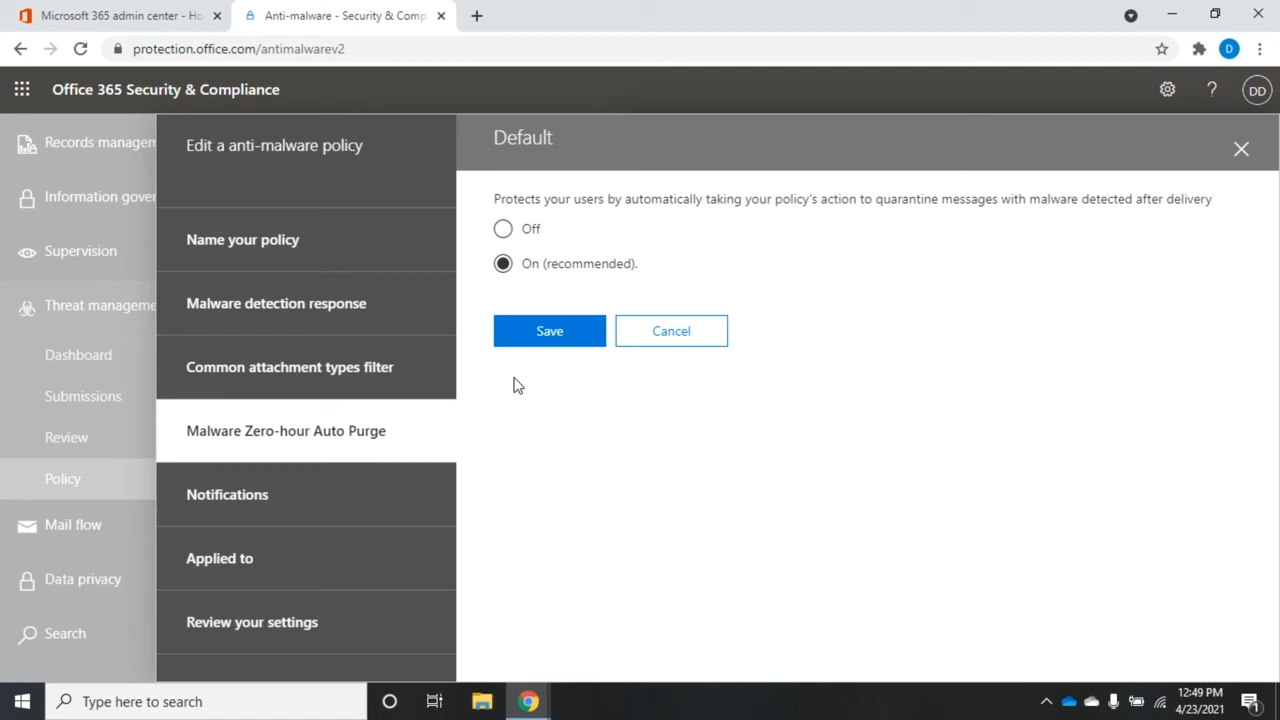 Microsoft 365 admin center - Ho
Anti-malware - Security & Comp
protection.office.com/antimalwarev2
D
Office 365 Security & Compliance
?
DD
Records managem
Information gover
Supervision
Threat manageme
Dashboard
Submissions
Review
Policy
Mail flow
Data privacy
Search
Edit a anti-malware policy
Name your policy
Malware detection response
Common attachment types filter
Malware Zero-hour Auto Purge
Notifications
Applied to
Review your settings
Default
Protects your users by automatically taking your policy's action to quarantine messages with malware detected after delivery
Off
On (recommended).
Save
Cancel
Type here to search
12:49 PM
4/23/2021
1